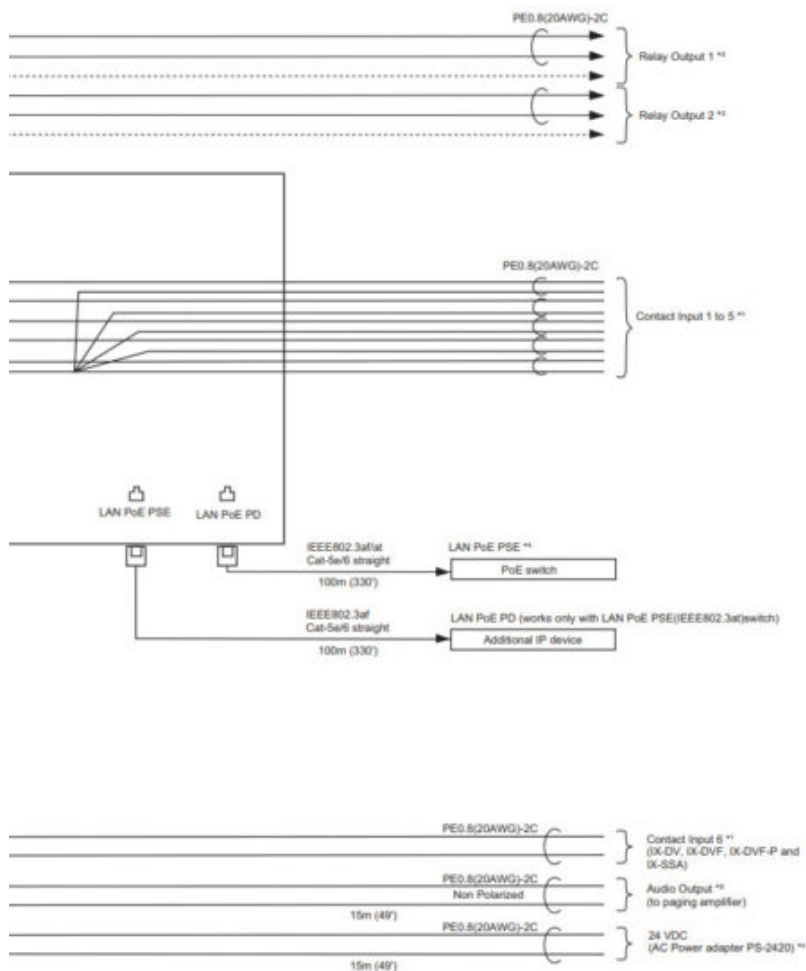 PE0.8(20AWG)-2C
Relay Output 1
Relay Output 2
PE0.8(20AWG)-2C
Contact Input 1 to 5 *1
LAN PoE PSE
LAN PoE PD
IEEE802.3af/at
Cat-5e/6 straight
100m (330')
LAN PoE PSE
PoE switch
IEEE802.3af
Cat-5e/6 straight
100m (330')
LAN PoE PD (works only with LAN PoE PSE(IEEE802.3at)switch)
Additional IP device
PE0.8(20AWG)-2C
Contact Input 6 *1
(IX-DV, IX-DVF, IX-DVF-P and
IX-SSA)
PE0.8(20AWG)-2C
Non Polarized
15m (49')
Audio Output
(to paging amplifier)
PE0.8(20AWG)-2C
15m (49')
24 VDC
(AC Power adapter PS-2420)